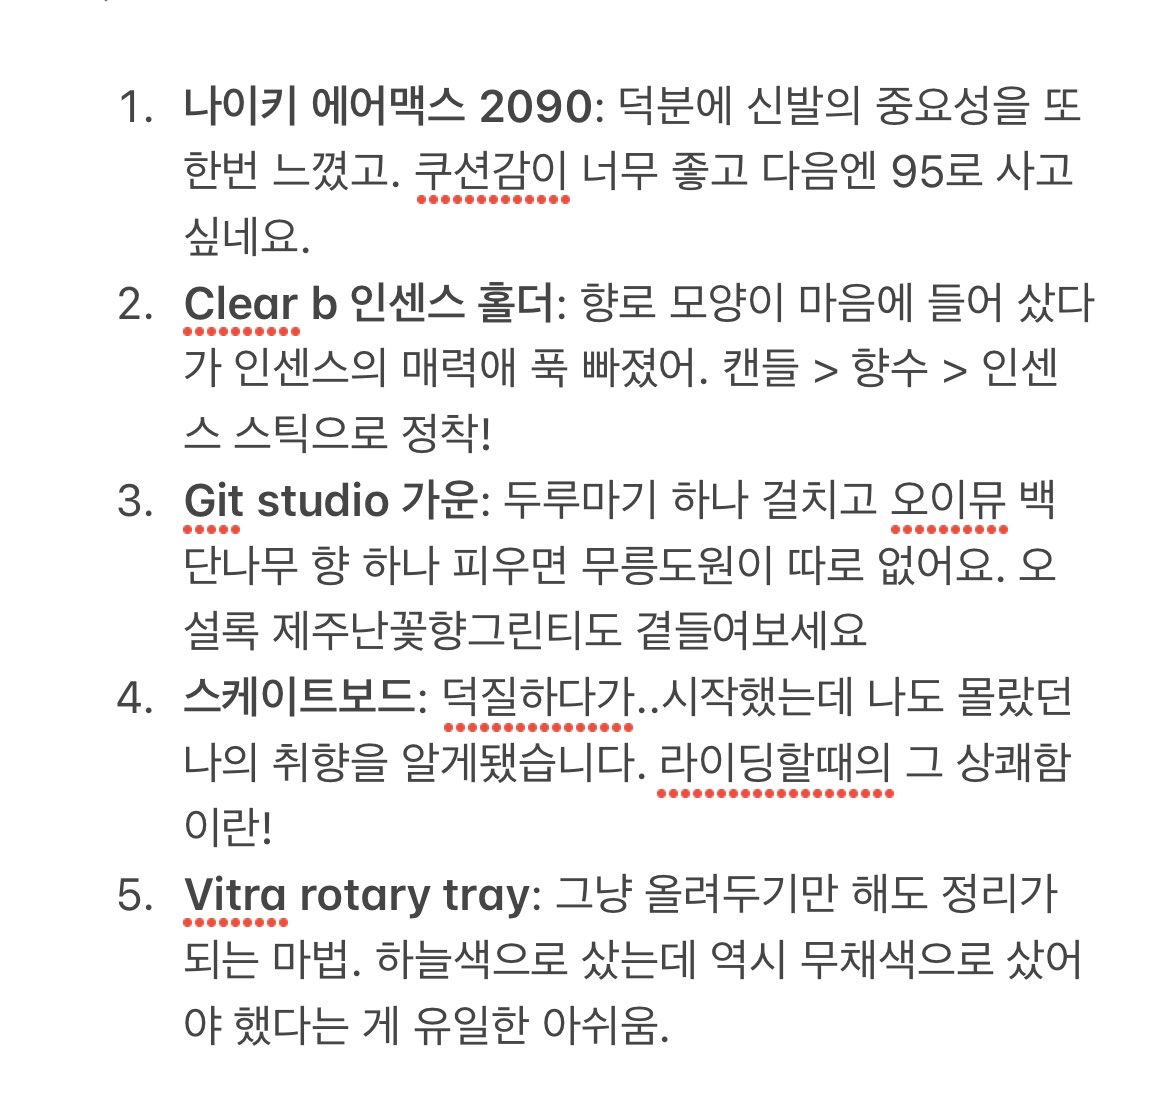 1. 나이키 에어맥스 2090: 덕분에 신발의 중요성을 또
한번 느꼈고. 쿠션감이 너무 좋고 다음엔 95로 사고
싶네요.
2. Clear b 인센스 홀더: 향로 모양이 마음에 들어 샀다
가 인센스의 매력애 푹 빠졌어. 캔들 > 향수 > 인센
스 스틱으로 정착!
3. Git studio 가운: 두루마기 하나 걸치고 오이뮤 백
단나무 향 하나 피우면 무릉도원이 따로 없어요. 오
설록 제주난꽃향그린티도 곁들여보세요
4. 스케이트보드: 덕질하다가..시작했는데 나도 몰랐던
나의 취향을 알게됐습니다. 라이딩할때의 그 상쾌함
이란!
5. Vitra rotary tray: 그냥 올려두기만 해도 정리가
되는 마법. 하늘색으로 샀는데 역시 무채색으로 샀어
야 했다는 게 유일한 아쉬움.